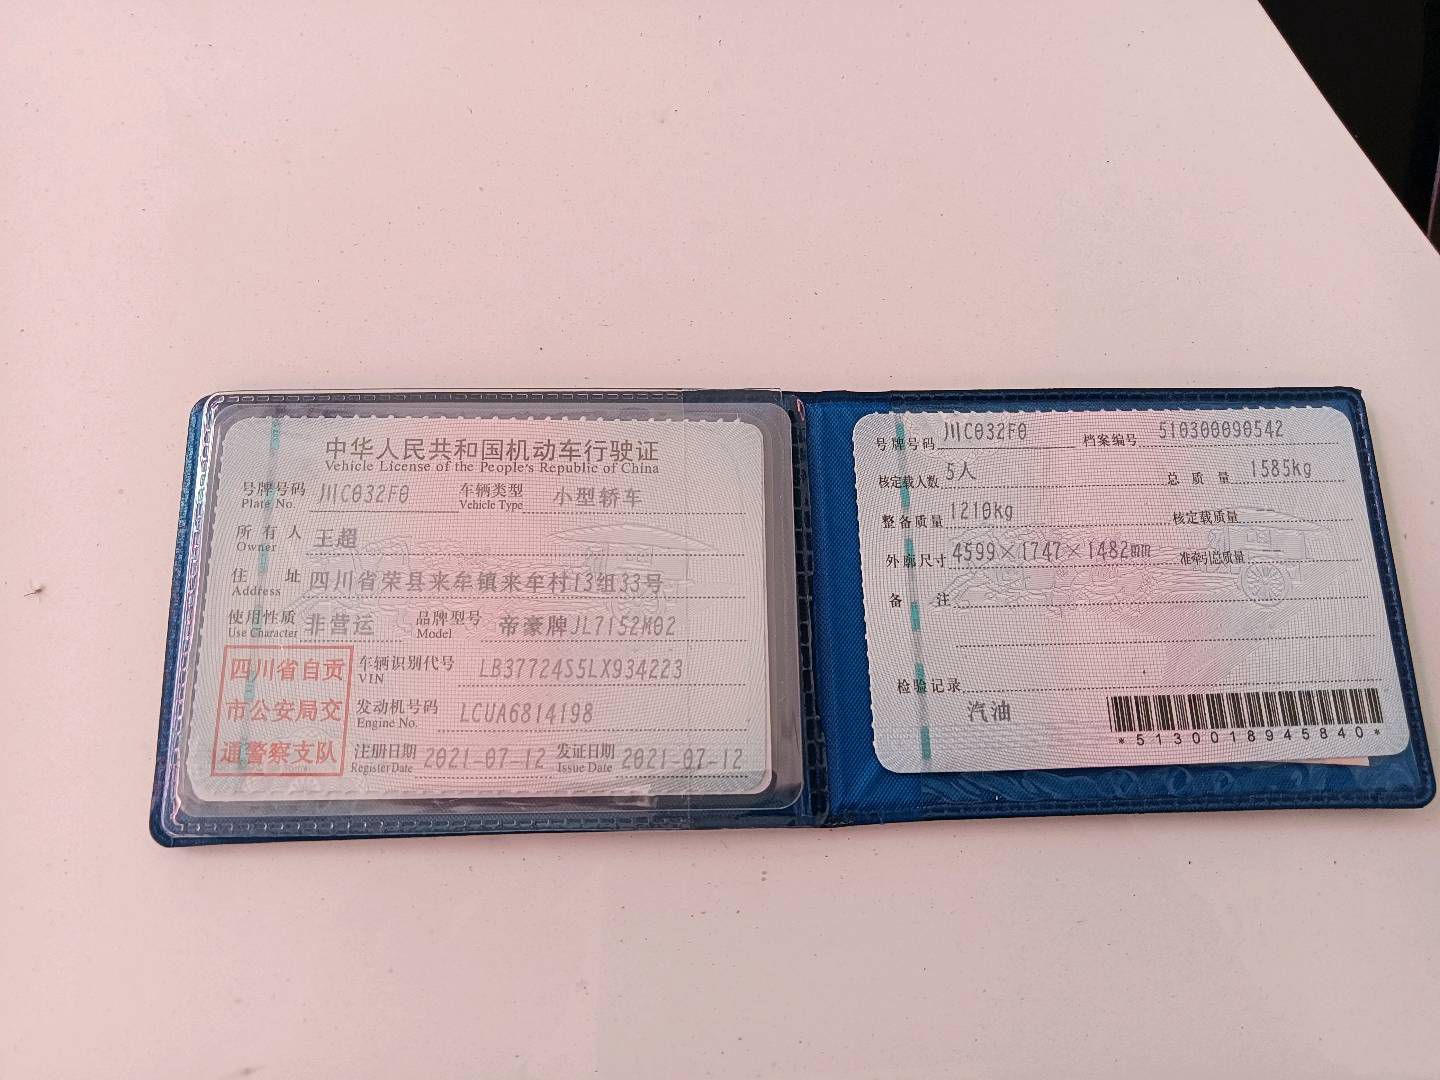 中华人民共和国机动车行驶证
Vehicle License of the People's Republic of China
号牌号码 川C032F0 车辆类型 小型轿车
Plate No. Vehicle Type
所有人 王超
Owner
住址 四川省荣县来牟镇来牟村13组33号
Address
使用性质 非营运 品牌型号 帝豪牌JL7152M02
Use Character Model
四川省自贡
市公安局交
通警察支队
车辆识别代号 LB37724S5LX934223
VIN
发动机号码 LCUA6814198
Engine No.
注册日期 2021-07-12 发证日期 2021-07-12
Register Date Issue Date
号牌号码 川C032F0 档案编号 510300090542
核定载人数 5人 总质量 1585kg
整备质量 1210kg 核定载质量 --
外廓尺寸 4599×1747×1482mm 准牵引总质量 --
备注
检验记录
汽油
*5130018945840*